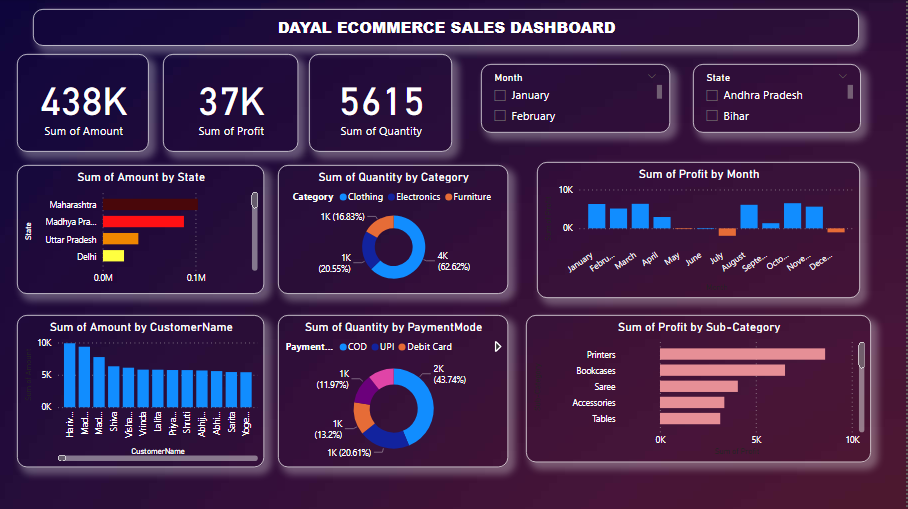 DAYAL ECOMMERCE SALES DASHBOARD
438K
Sum of Amount
37K
Sum of Profit
5615
Sum of Quantity
Month
January
February
State
Andhra Pradesh
Bihar
Sum of Amount by State
State
Maharashtra
Madhya Pra...
Uttar Pradesh
Delhi
0.0M
0.1M
Sum of Quantity by Category
Category Clothing Electronics Furniture
1K (16.83%)
1K
(20.55%)
4K
(62.62%)
Sum of Profit by Month
10K
0K
January
Febru...
March
April
May
June
July
August
Septe...
Octo...
Nove...
Dece...
Sum of Amount by CustomerName
10K
5K
0K
Hariv...
Mad...
Mad...
Shiva
Visha...
Vrinda
Lalita
Priya...
Shruti
Abhij...
Abhi...
Sarita
Yoge...
CustomerName
Sum of Quantity by PaymentMode
Payment... COD UPI Debit Card
1K
(11.97%)
2K
(43.74%)
1K
(13.2%)
1K (20.61%)
Sum of Profit by Sub-Category
Printers
Bookcases
Saree
Accessories
Tables
0K
5K
10K